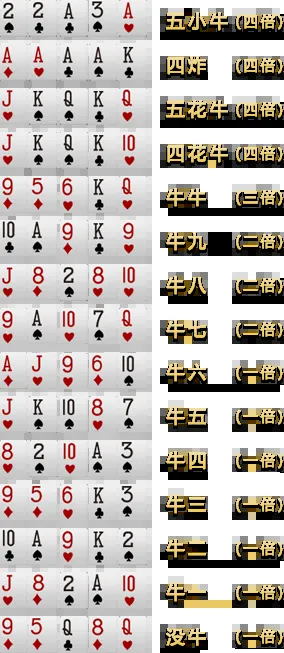 2 2 A 3 A 五小牛 (四倍)
A A A A K 四炸 (四倍)
J K Q K Q 五花牛 (四倍)
J K Q K 10 四花牛 (四倍)
9 5 6 K Q 牛牛 (三倍)
10 A 9 K 9 牛九 (二倍)
J 8 2 8 10 牛八 (二倍)
9 A 10 7 Q 牛七 (二倍)
A J 9 6 10 牛六 (一倍)
J K 10 8 7 牛五 (一倍)
8 2 10 A 3 牛四 (一倍)
9 5 6 K 3 牛三 (一倍)
10 A 9 K 2 牛二 (一倍)
J 8 2 A 10 牛一 (一倍)
9 5 Q 8 Q 没牛 (一倍)